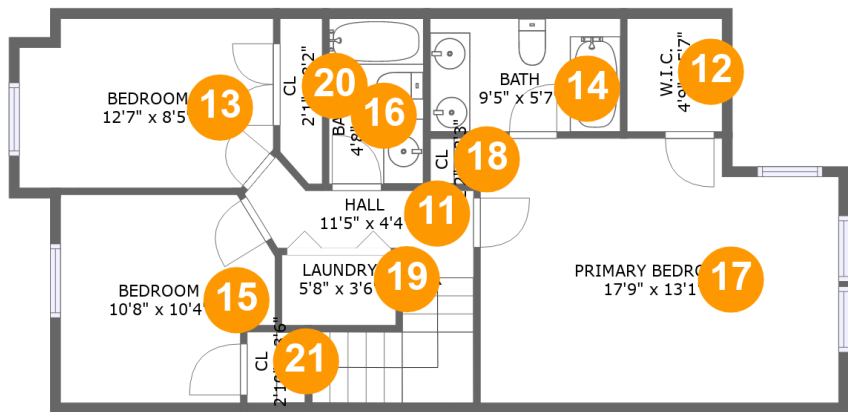 BEDROOM
12'7" x 8'5"
13
CL
20
16
BATH
9'5" x 5'7"
14
W.I.C.
12
CL
18
HALL
11'5" x 4'4"
11
LAUNDRY
5'8" x 3'6"
19
BEDROOM
10'8" x 10'4"
15
PRIMARY
17'9" x 13'1"
17
CL
21